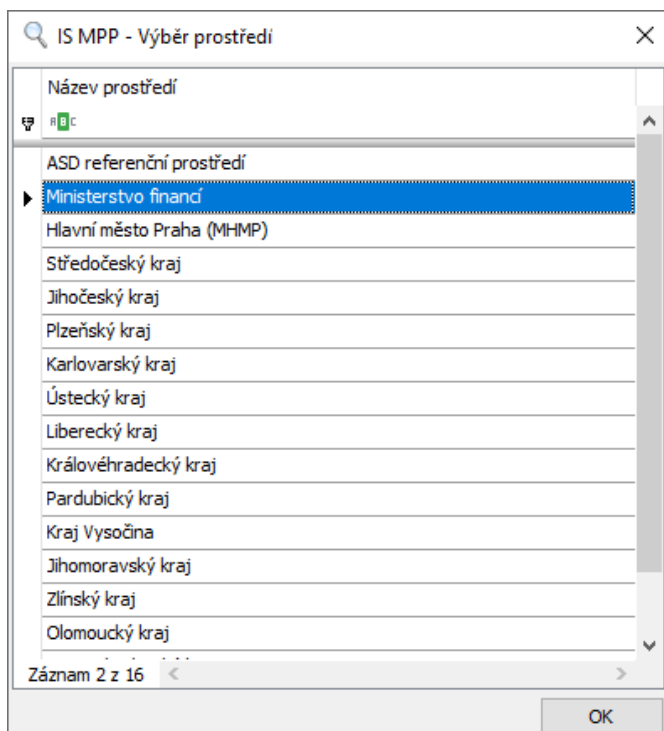 IS MPP - Výběr prostředí
Název prostředí
ABC
ASD referenční prostředí
Ministerstvo financí
Hlavní město Praha (MHMP)
Středočeský kraj
Jihočeský kraj
Plzeňský kraj
Karlovarský kraj
Ústecký kraj
Liberecký kraj
Královéhradecký kraj
Pardubický kraj
Kraj Vysočina
Jihomoravský kraj
Zlínský kraj
Olomoucký kraj
Záznam 2 z 16
OK